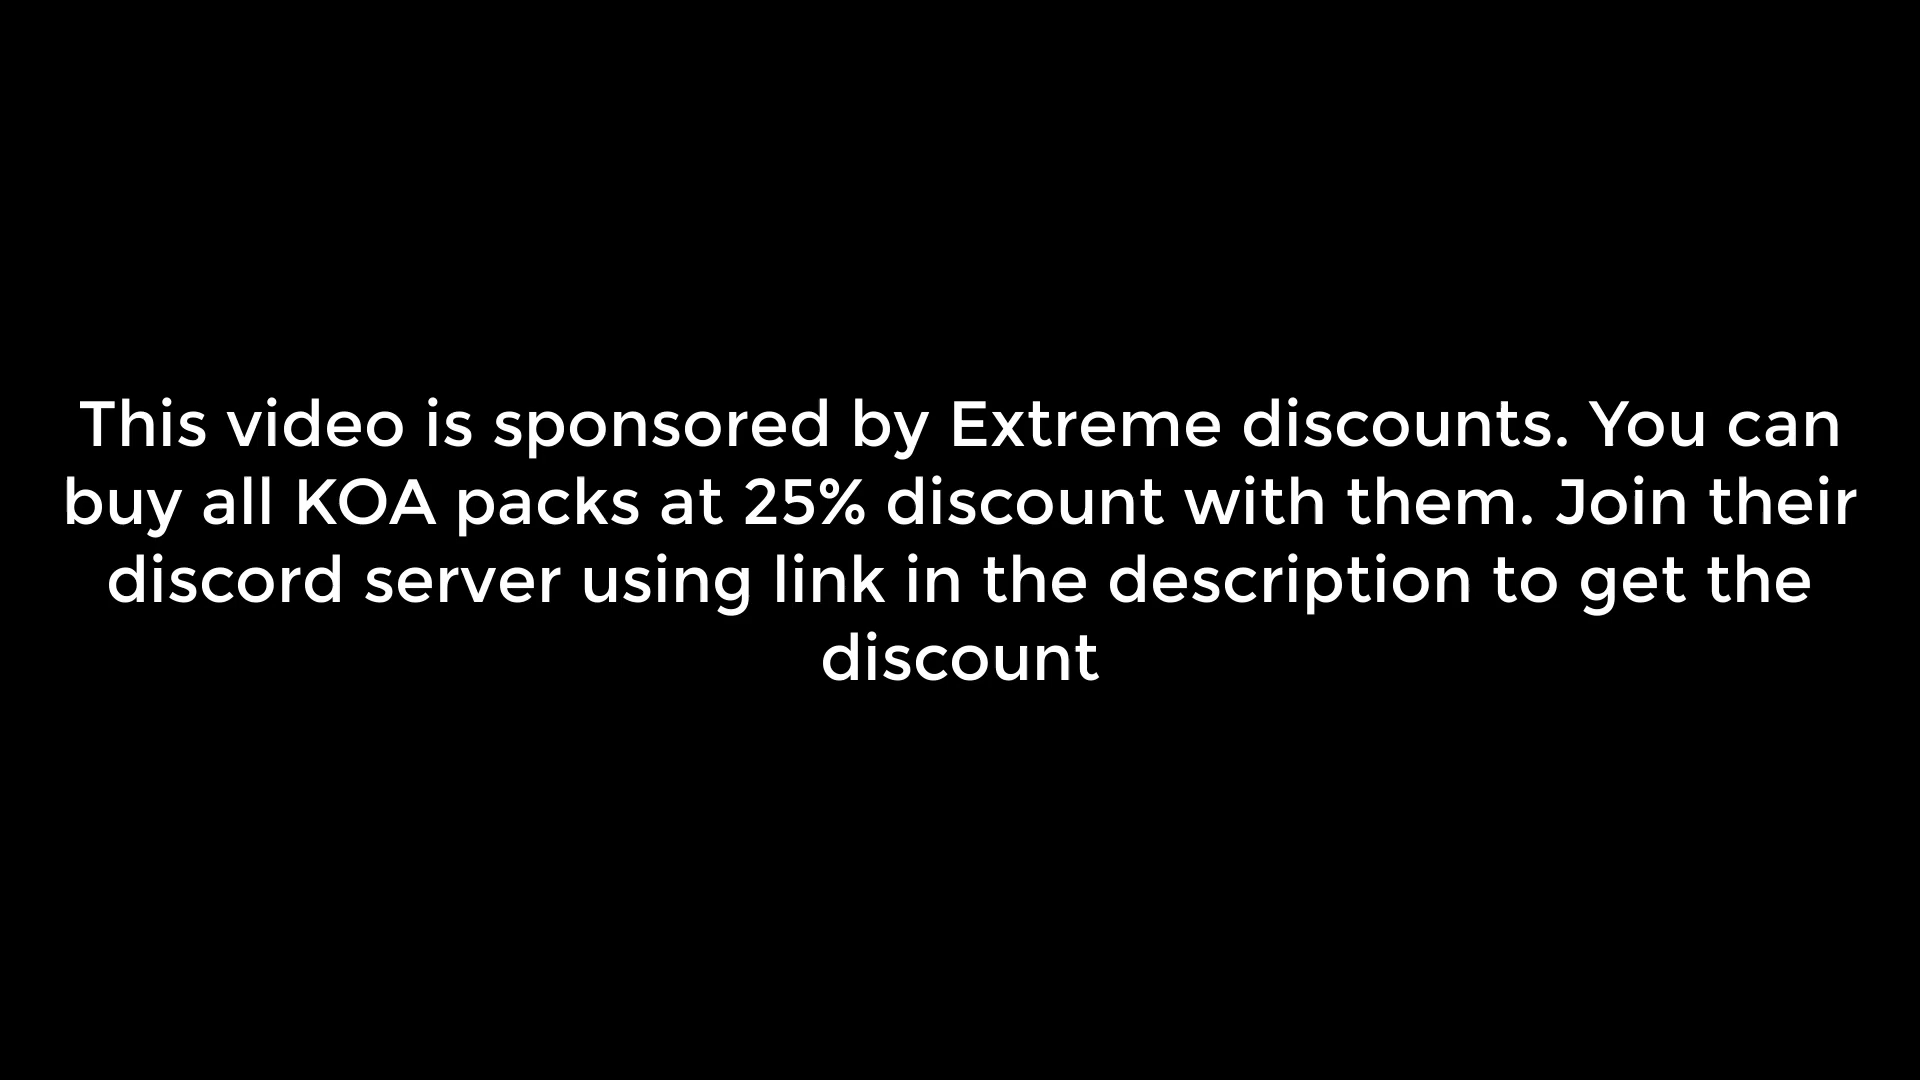 This video is sponsored by Extreme discounts. You can
buy all KOA packs at 25% discount with them. Join their
discord server using link in the description to get the
discount